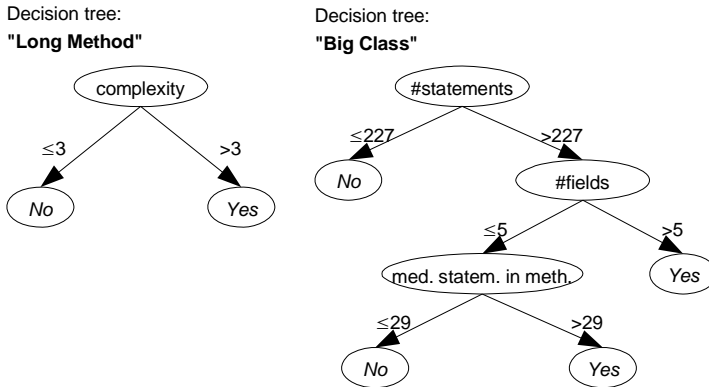 Decision tree:
"Long Method"
complexity
≤3
>3
No
Yes
Decision tree:
"Big Class"
#statements
≤227
>227
No
#fields
≤5
>5
med. statem. in meth.
Yes
≤29
>29
No
Yes